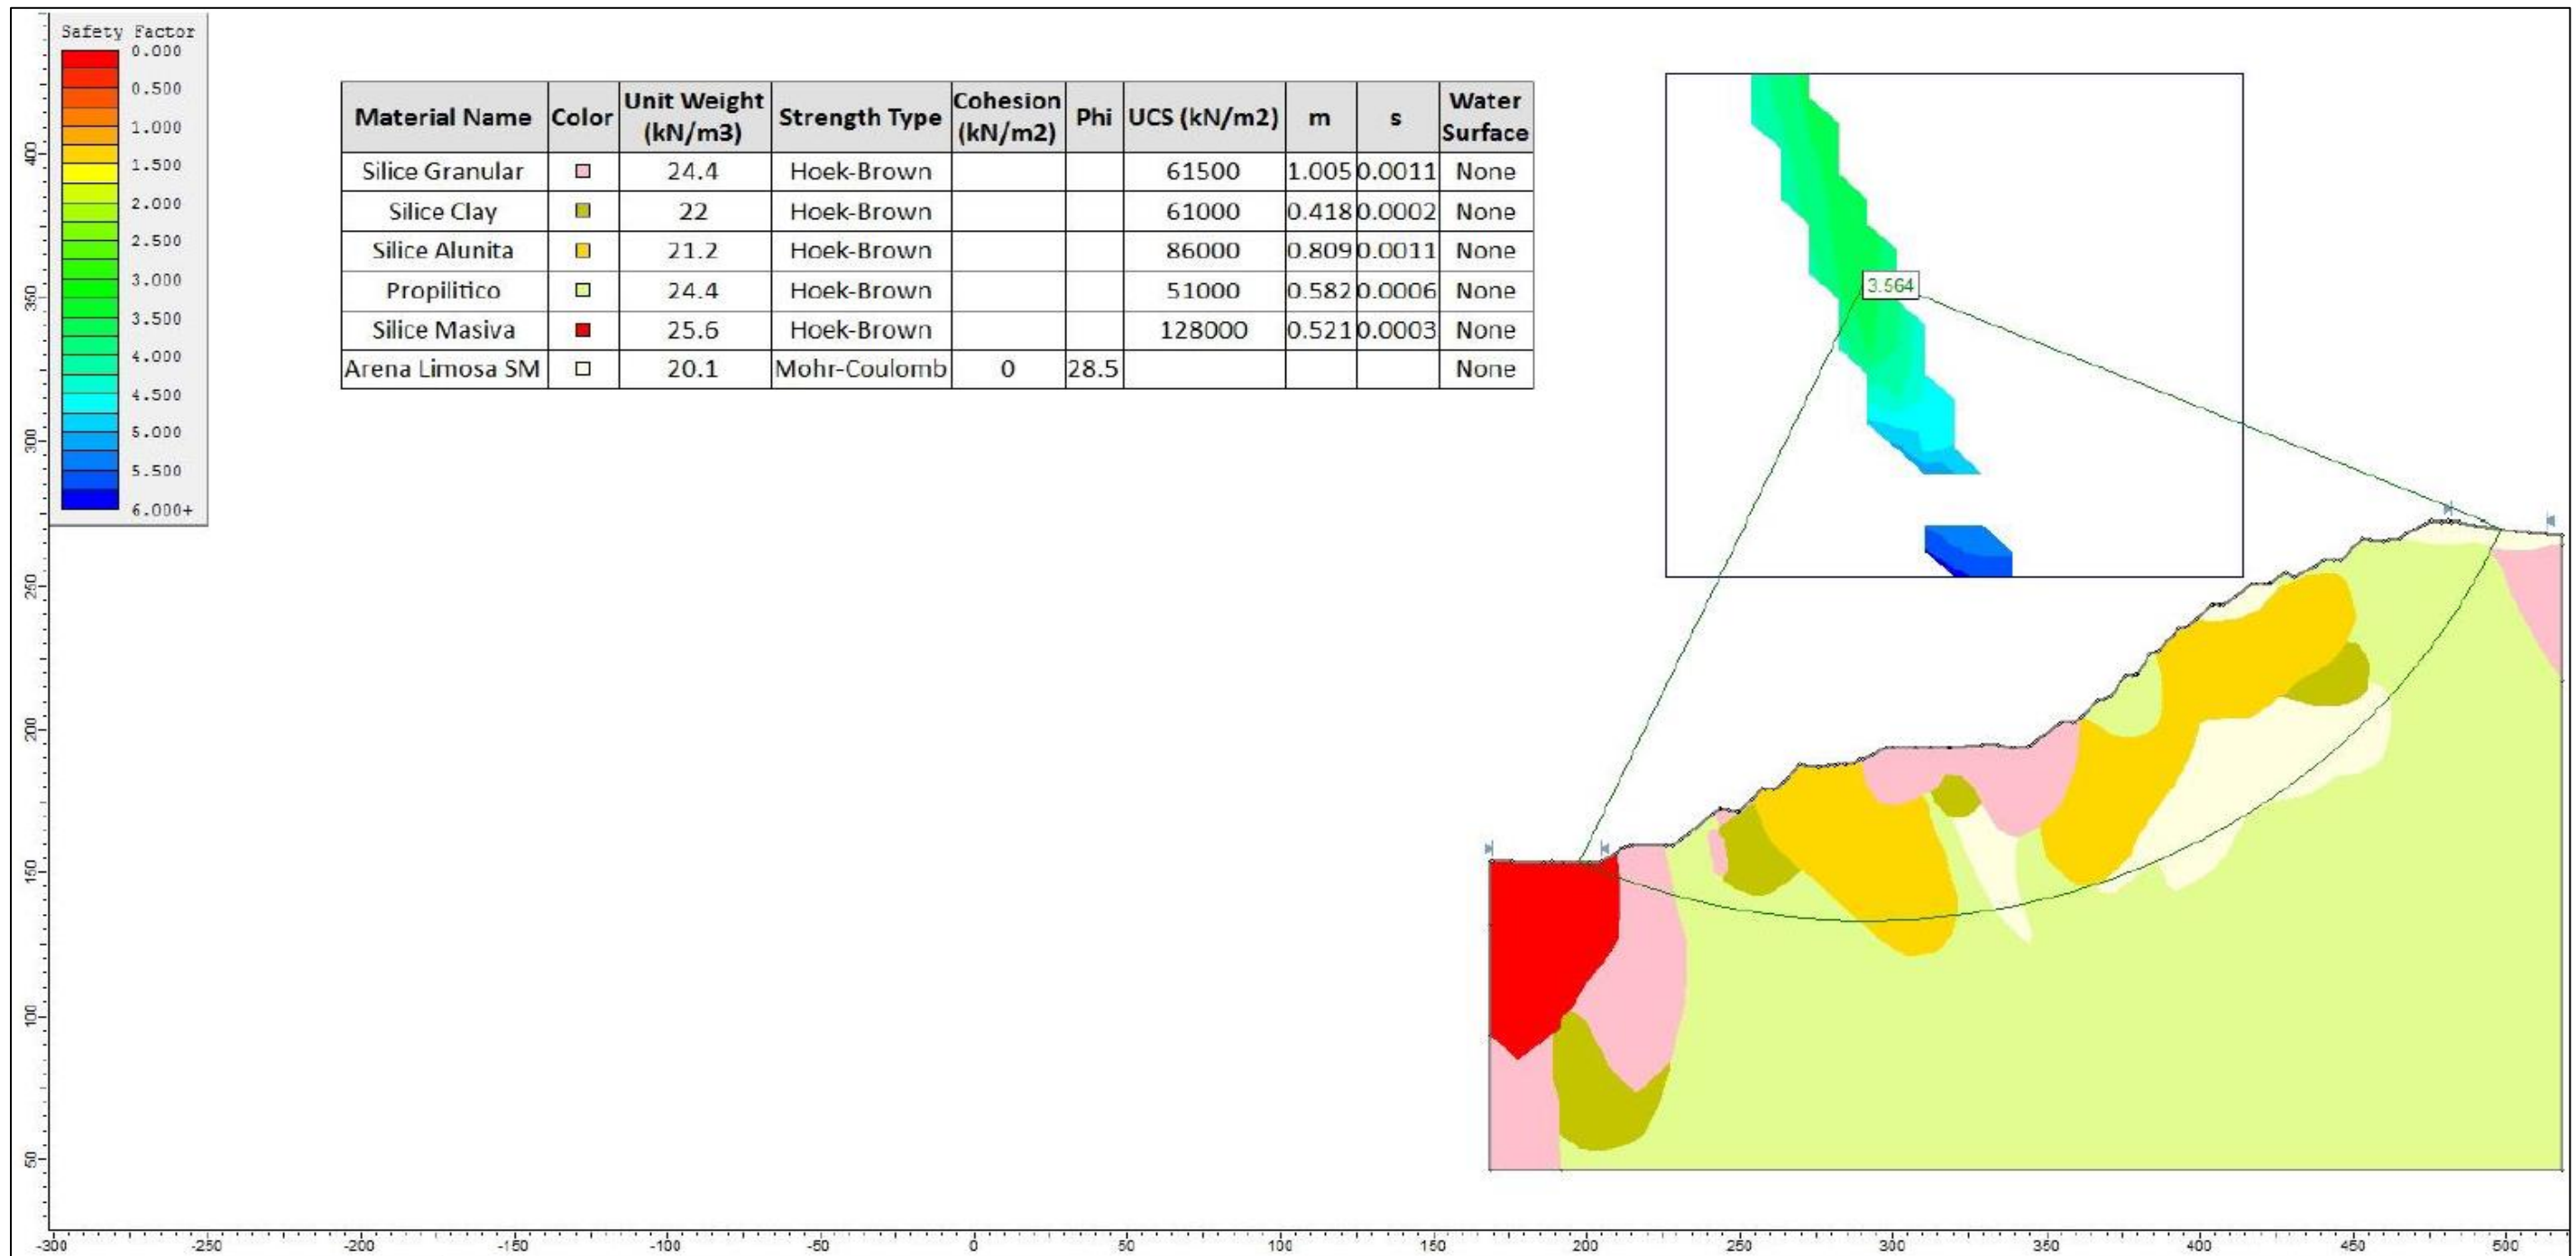 Safety Factor
0.000
0.500
1.000
1.500
2.000
2.500
3.000
3.500
4.000
4.500
5.000
5.500
6.000+
Material Name Color Unit Weight (kN/m3) Strength Type Cohesion (kN/m2) Phi UCS (kN/m2) m s Water Surface
Silice Granular 24.4 Hoek-Brown 61500 1.005 0.0011 None
Silice Clay 22 Hoek-Brown 61000 0.418 0.0002 None
Silice Alunita 21.2 Hoek-Brown 86000 0.809 0.0011 None
Propilitico 24.4 Hoek-Brown 51000 0.582 0.0006 None
Silice Masiva 25.6 Hoek-Brown 128000 0.521 0.0003 None
Arena Limosa SM 20.1 Mohr-Coulomb 0 28.5 None
3.564
400
350
300
250
200
150
100
50
-300 -250 -200 -150 -100 -50 0 50 100 150 200 250 300 350 400 450 500